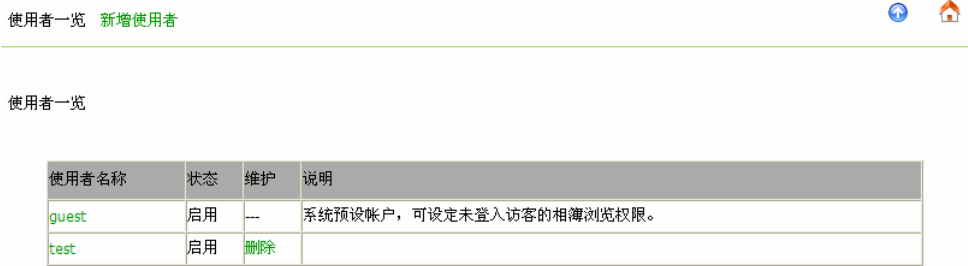 使用者一览 新增使用者
使用者一览
使用者名称 状态 维护 说明
guest 启用 --- 系统预设帐户，可设定未登入访客的相簿浏览权限。
test 启用 删除